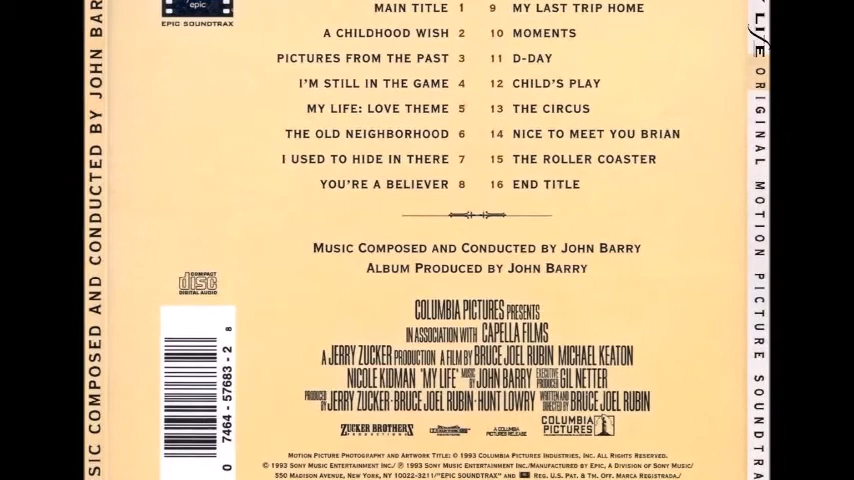 epic
EPIC SOUNDTRAX
MAIN TITLE 1
A CHILDHOOD WISH 2
PICTURES FROM THE PAST 3
I'M STILL IN THE GAME 4
MY LIFE: LOVE THEME 5
THE OLD NEIGHBORHOOD 6
I USED TO HIDE IN THERE 7
YOU'RE A BELIEVER 8
9 MY LAST TRIP HOME
10 MOMENTS
11 D-DAY
12 CHILD'S PLAY
13 THE CIRCUS
14 NICE TO MEET YOU BRIAN
15 THE ROLLER COASTER
16 END TITLE
MUSIC COMPOSED AND CONDUCTED BY JOHN BARRY
ALBUM PRODUCED BY JOHN BARRY
COMPACT
disc
DIGITAL AUDIO
COLUMBIA PICTURES PRESENTS
IN ASSOCIATION WITH CAPELLA FILMS
A JERRY ZUCKER PRODUCTION A FILM BY BRUCE JOEL RUBIN MICHAEL KEATON
NICOLE KIDMAN "MY LIFE" MUSIC BY JOHN BARRY EXECUTIVE PRODUCER GIL NETTER
PRODUCED BY JERRY ZUCKER · BRUCE JOEL RUBIN · HUNT LOWRY WRITTEN AND DIRECTED BY BRUCE JOEL RUBIN
ZUCKER BROTHERS
PRODUCTIONS
A COLUMBIA
PICTURES RELEASE
COLUMBIA
PICTURES
MOTION PICTURE PHOTOGRAPHY AND ARTWORK TITLE: © 1993 COLUMBIA PICTURES INDUSTRIES, INC. ALL RIGHTS RESERVED.
© 1993 SONY MUSIC ENTERTAINMENT INC./ ℗ 1993 SONY MUSIC ENTERTAINMENT INC./MANUFACTURED BY EPIC, A DIVISION OF SONY MUSIC/
550 MADISON AVENUE, NEW YORK, NY 10022-3211/"EPIC SOUNDTRAX" AND REG. U.S. PAT. & TM. OFF. MARCA REGISTRADA./
0 7464-57683-2 8
SIC COMPOSED AND CONDUCTED BY JOHN BAR
Y LIFE ORIGINAL MOTION PICTURE SOUNDTRA